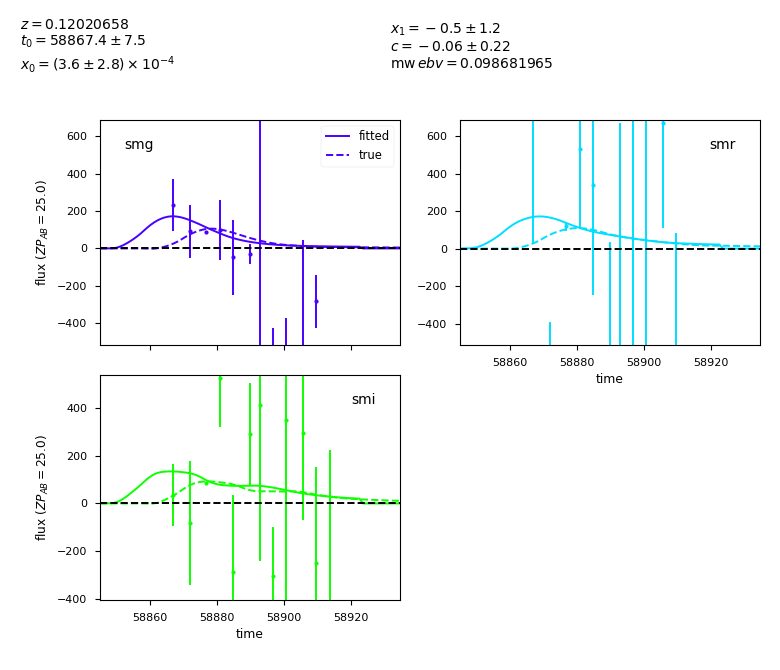 z = 0.12020658
t₀ = 58867.4 ± 7.5
x₀ = (3.6 ± 2.8) × 10⁻⁴
x₁ = −0.5 ± 1.2
c = −0.06 ± 0.22
mw ebv = 0.098681965
smg
fitted
true
600
400
200
0
−200
−400
flux (ZP_AB = 25.0)
smr
600
400
200
0
−200
−400
58860 58880 58900 58920
time
smi
400
200
0
−200
−400
flux (ZP_AB = 25.0)
58860 58880 58900 58920
time